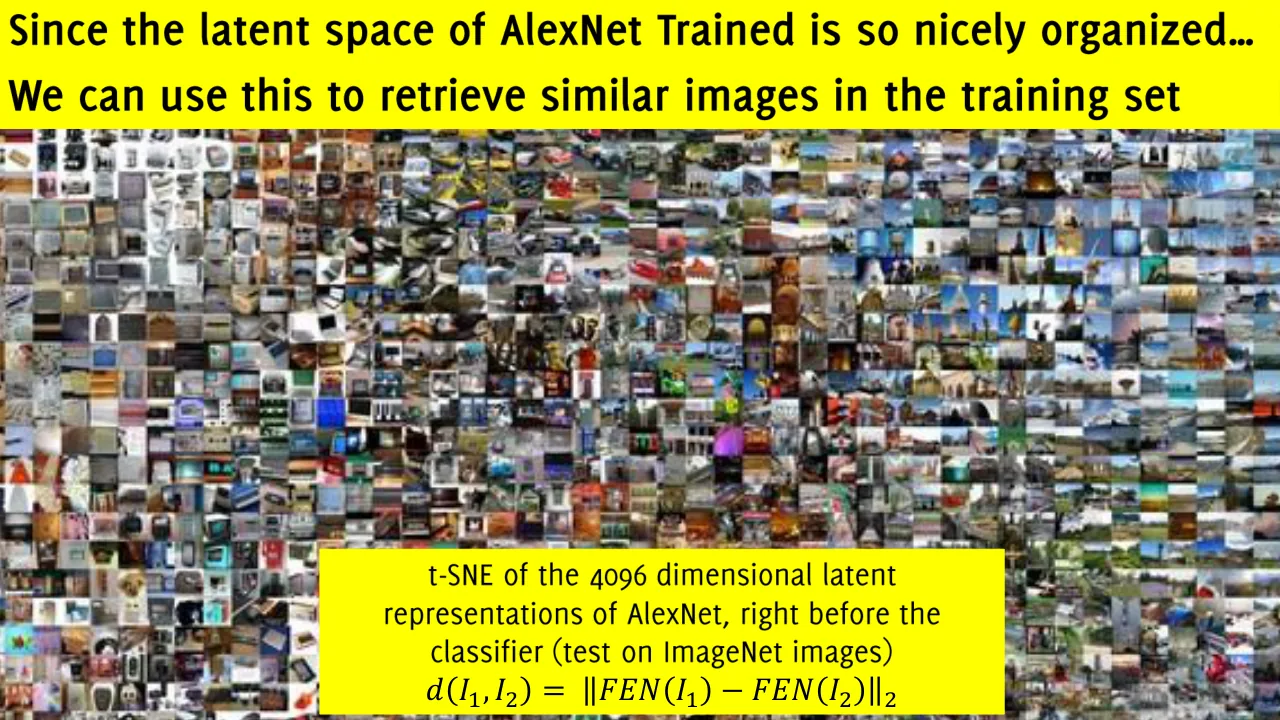 Since the latent space of AlexNet Trained is so nicely organized…
We can use this to retrieve similar images in the training set
t-SNE of the 4096 dimensional latent
representations of AlexNet, right before the
classifier (test on ImageNet images)
𝑑(𝐼₁, 𝐼₂) = ‖𝐹𝐸𝑁(𝐼₁) − 𝐹𝐸𝑁(𝐼₂)‖₂